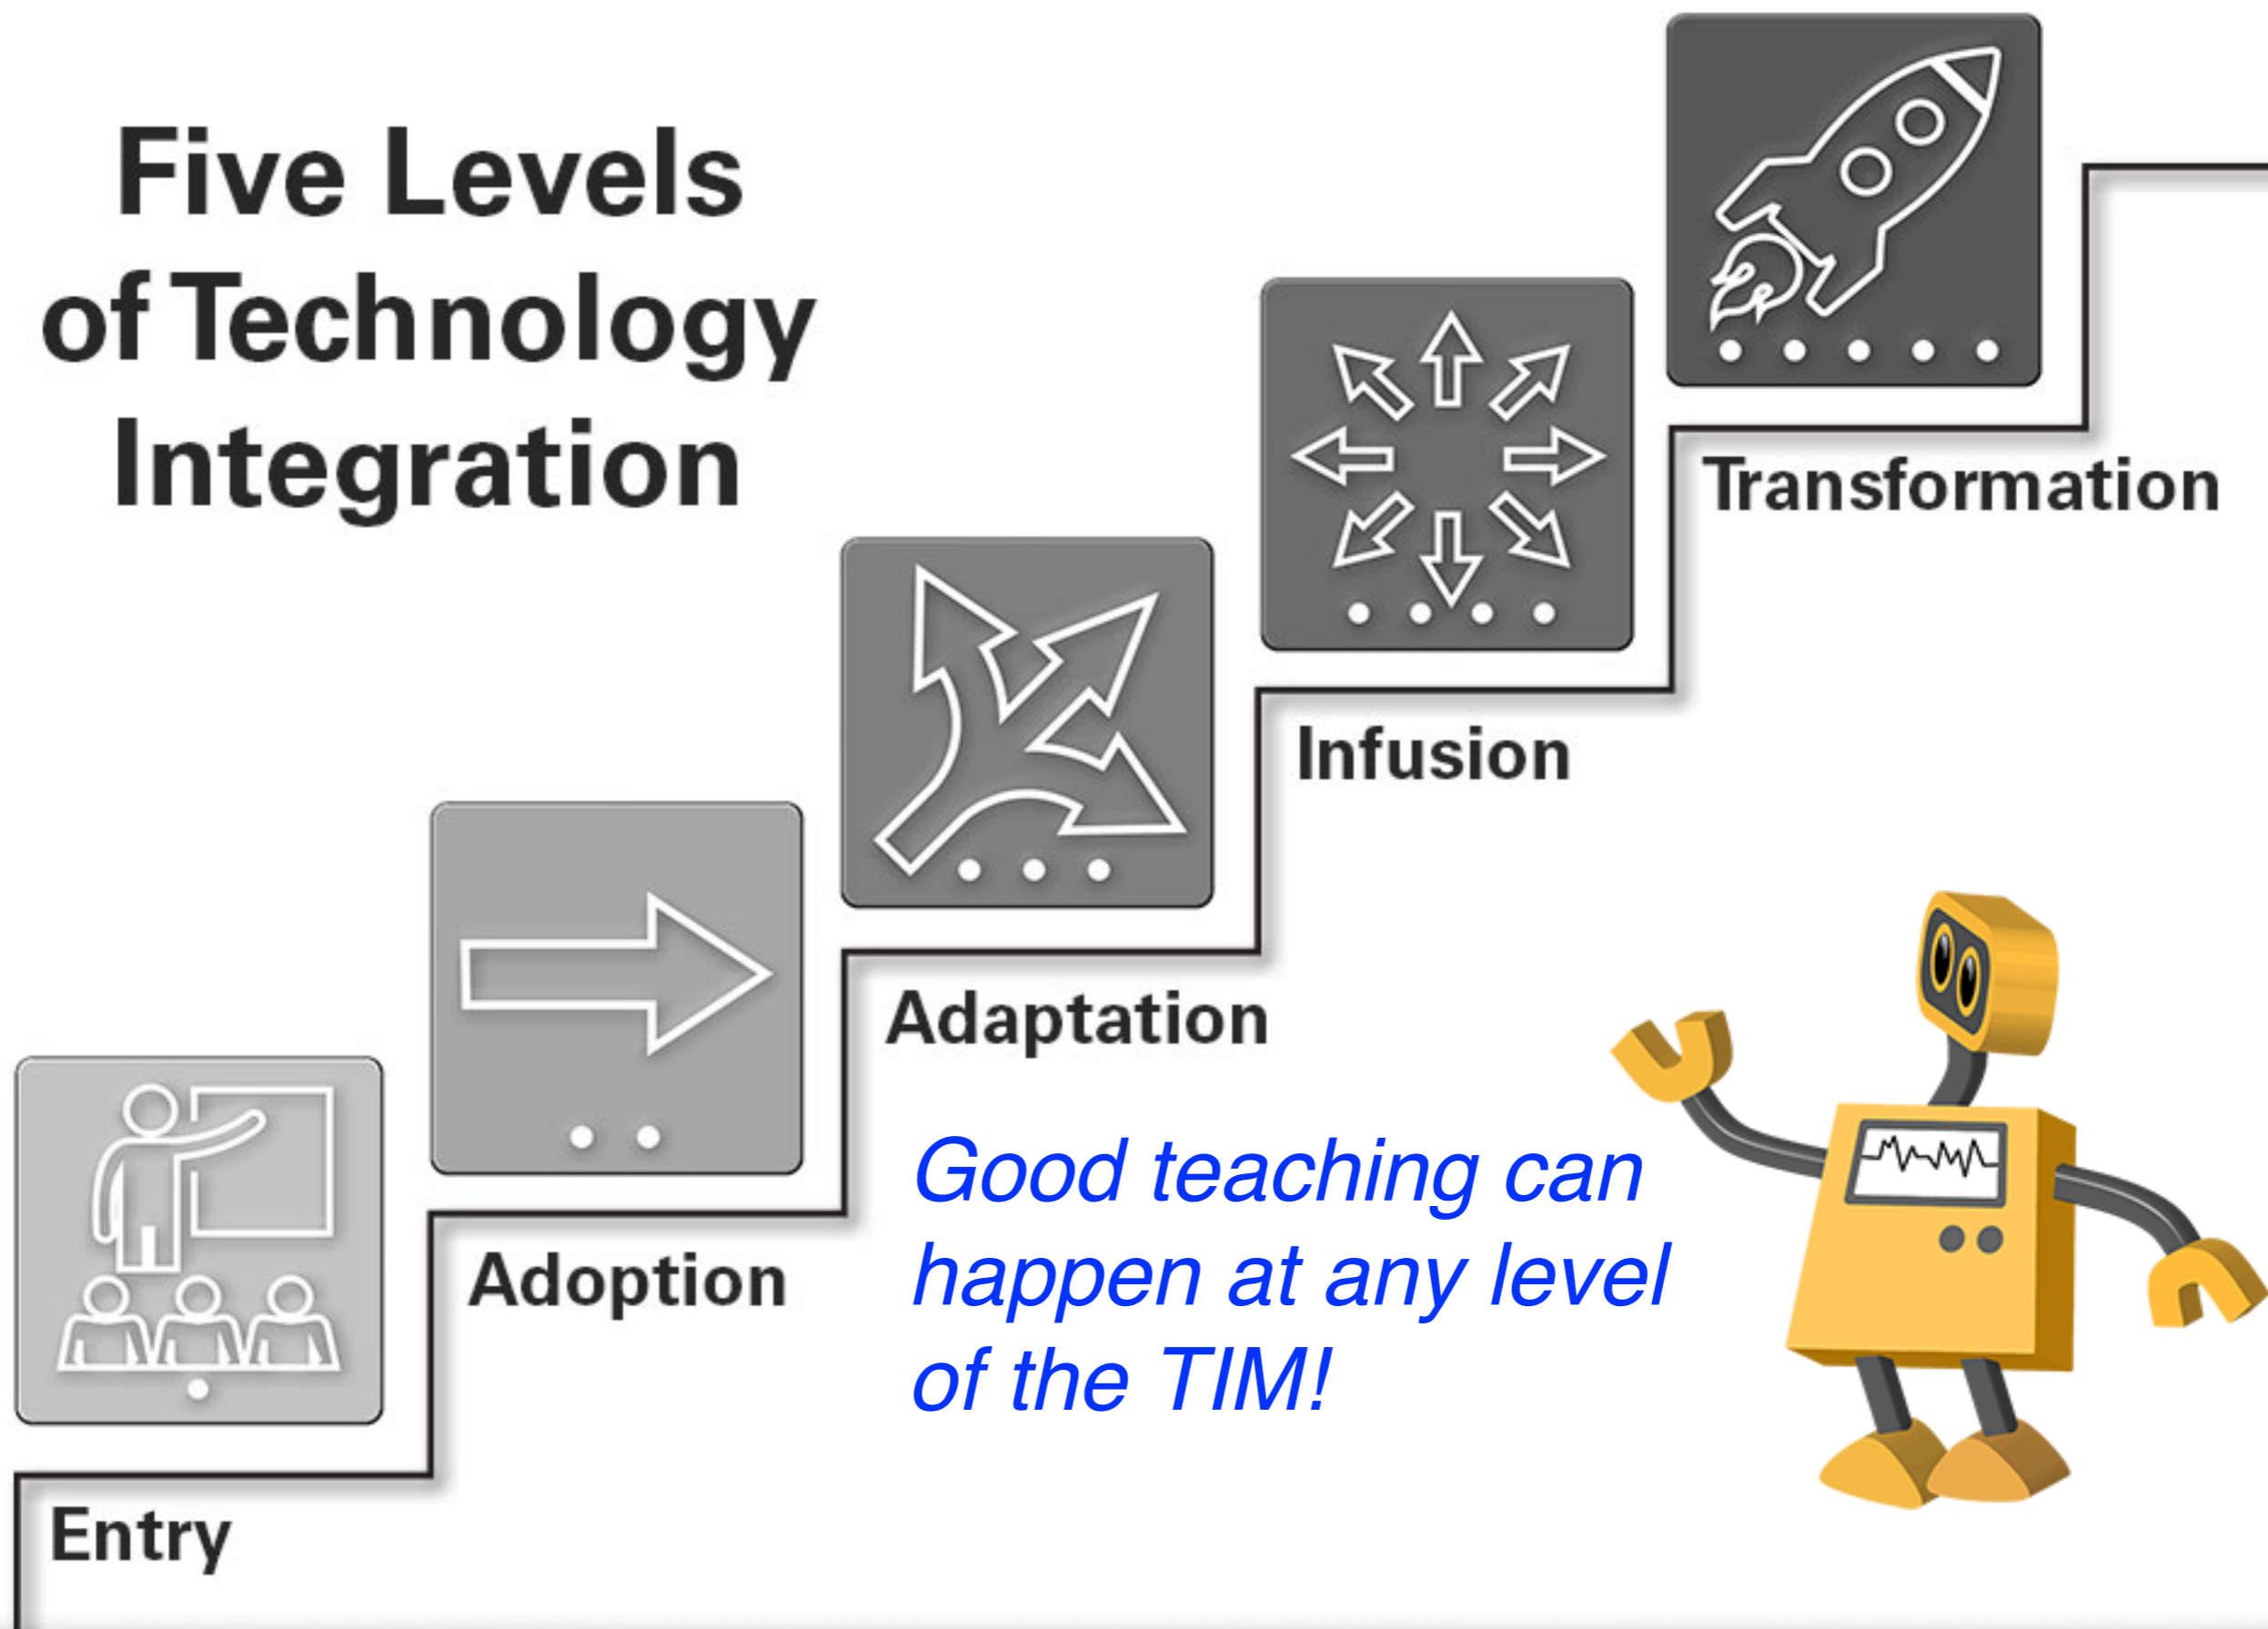 Five Levels
of Technology
Integration
Transformation
Infusion
Adaptation
Adoption
Entry
Good teaching can
happen at any level
of the TIM!